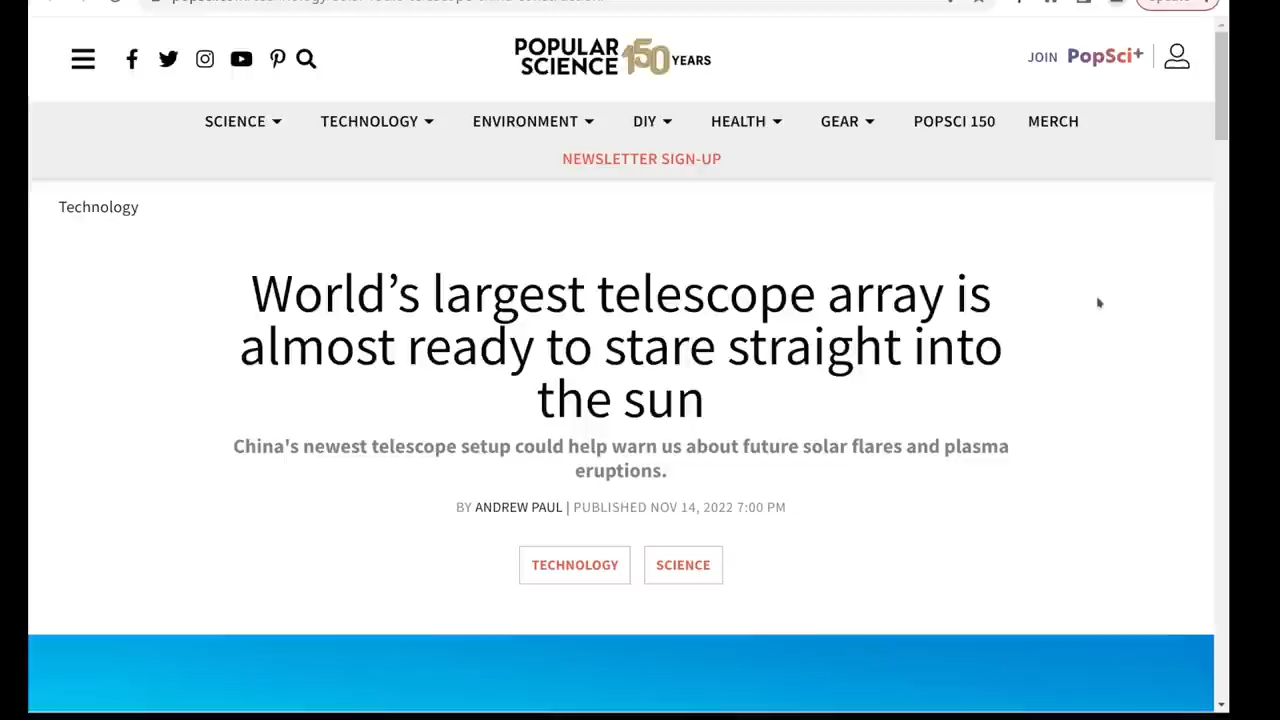 POPULAR
SCIENCE 150 YEARS
JOIN PopSci+
SCIENCE TECHNOLOGY ENVIRONMENT DIY HEALTH GEAR POPSCI 150 MERCH
NEWSLETTER SIGN-UP
Technology
World’s largest telescope array is
almost ready to stare straight into
the sun
China's newest telescope setup could help warn us about future solar flares and plasma
eruptions.
BY ANDREW PAUL | PUBLISHED NOV 14, 2022 7:00 PM
TECHNOLOGY SCIENCE